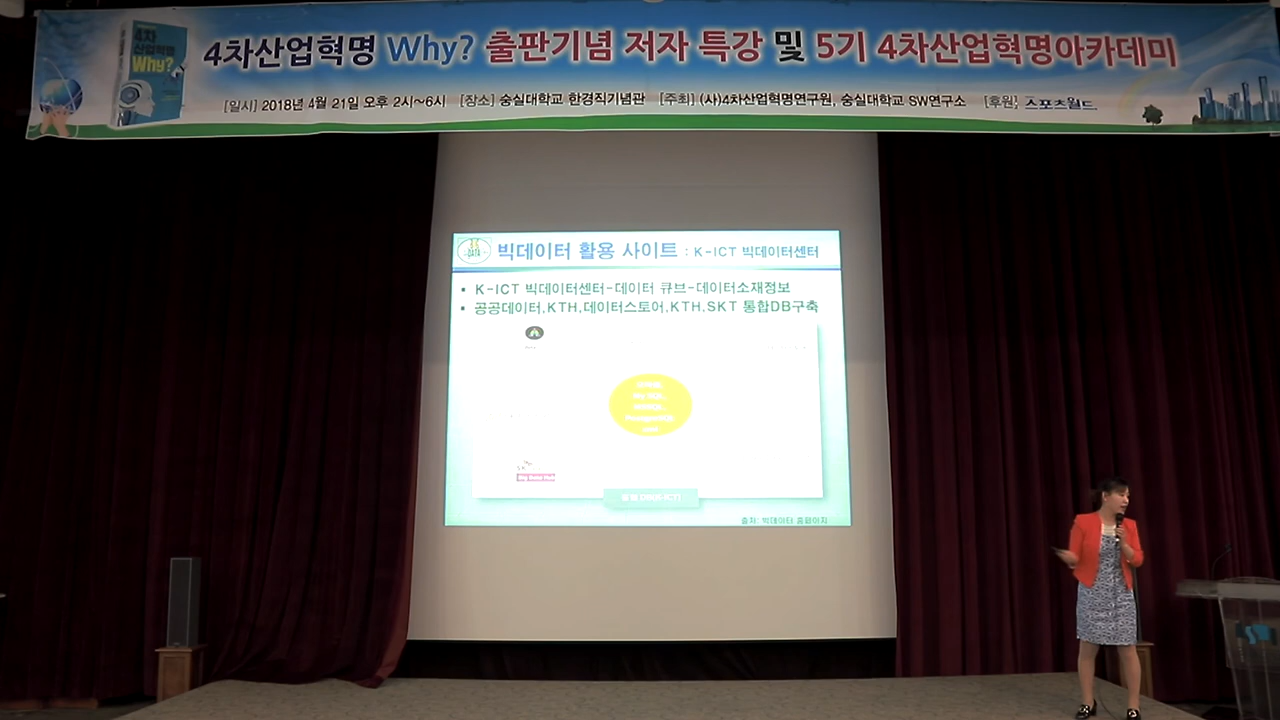 4차
산업혁명
Why?
4차산업혁명 Why? 출판기념 저자 특강 및 5기 4차산업혁명아카데미
[일시] 2018년 4월 21일 오후 2시~6시 [장소] 숭실대학교 한경직기념관 [주최] (사)4차산업혁명연구원, 숭실대학교 SW연구소 [후원] 스포츠월드
DATA
빅데이터 활용 사이트 : K-ICT 빅데이터센터
▪ K-ICT 빅데이터센터-데이터 큐브-데이터소재정보
▪ 공공데이터,KTH,데이터스토어,KTH,SKT 통합DB구축
출처: 빅데이터 홈페이지